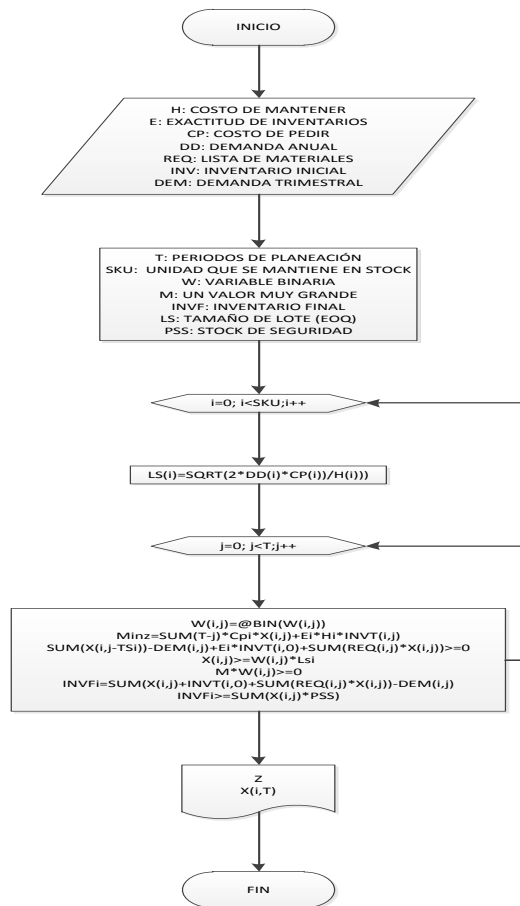 INICIO
H: COSTO DE MANTENER
E: EXACTITUD DE INVENTARIOS
CP: COSTO DE PEDIR
DD: DEMANDA ANUAL
REQ: LISTA DE MATERIALES
INV: INVENTARIO INICIAL
DEM: DEMANDA TRIMESTRAL
T: PERIODOS DE PLANEACIÓN
SKU: UNIDAD QUE SE MANTIENE EN STOCK
W: VARIABLE BINARIA
M: UN VALOR MUY GRANDE
INVF: INVENTARIO FINAL
LS: TAMAÑO DE LOTE (EOQ)
PSS: STOCK DE SEGURIDAD
i=0; i<SKU;i++
LS(i)=SQRT(2*DD(i)*CP(i))/H(i)))
j=0; j<T;j++
W(i,j)=@BIN(W(i,j))
Minz=SUM(T-j)*Cpi*X(i,j)+Ei*Hi*INVT(i,j)
SUM(X(i,j-TSi))-DEM(i,j)+Ei*INVT(i,0)+SUM(REQ(i,j)*X(i,j))>=0
X(i,j)>=W(i,j)*Lsi
M*W(i,j)>=0
INVFi=SUM(X(i,j)+INVT(i,0)+SUM(REQ(i,j)*X(i,j))-DEM(i,j)
INVFi>=SUM(X(i,j)*PSS)
Z
X(i,T)
FIN